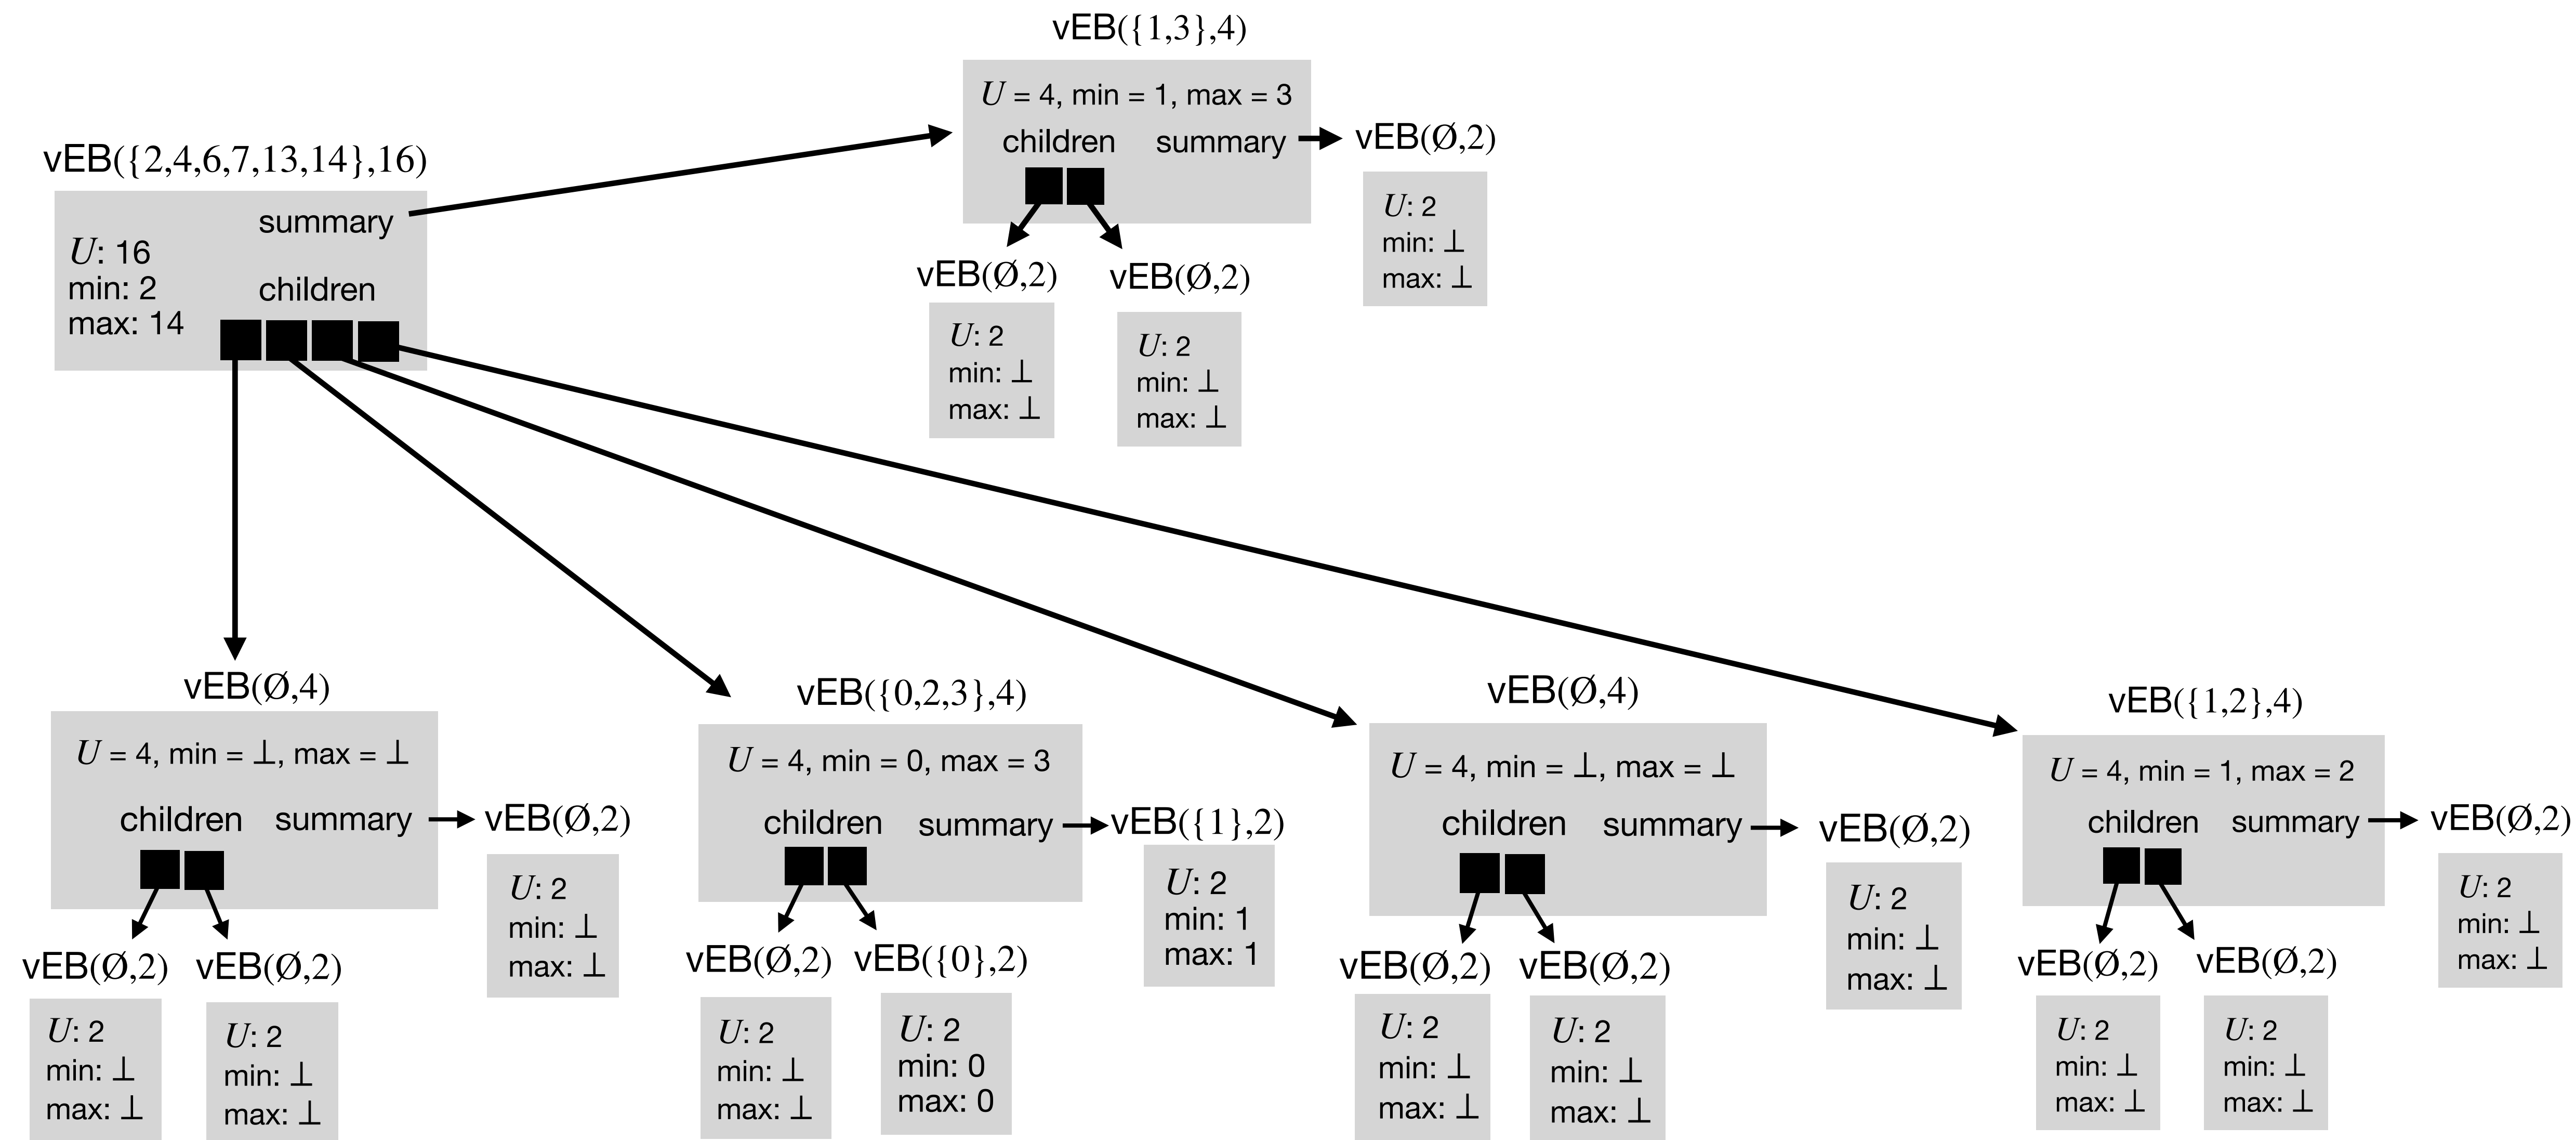 vEB({1,3},4)
U = 4, min = 1, max = 3
children summary
vEB(Ø,2)
U: 2
min: ⊥
max: ⊥
vEB(Ø,2)
U: 2
min: ⊥
max: ⊥
vEB(Ø,2)
U: 2
min: ⊥
max: ⊥
vEB({2,4,6,7,13,14},16)
summary
U: 16
min: 2
max: 14
children
vEB(Ø,4)
U = 4, min = ⊥, max = ⊥
children summary
vEB(Ø,2)
U: 2
min: ⊥
max: ⊥
vEB(Ø,2)
U: 2
min: ⊥
max: ⊥
vEB(Ø,2)
U: 2
min: ⊥
max: ⊥
vEB({0,2,3},4)
U = 4, min = 0, max = 3
children summary
vEB({1},2)
U: 2
min: 1
max: 1
vEB(Ø,2)
U: 2
min: ⊥
max: ⊥
vEB({0},2)
U: 2
min: 0
max: 0
vEB(Ø,4)
U = 4, min = ⊥, max = ⊥
children summary
vEB(Ø,2)
U: 2
min: ⊥
max: ⊥
vEB(Ø,2)
U: 2
min: ⊥
max: ⊥
vEB(Ø,2)
U: 2
min: ⊥
max: ⊥
vEB({1,2},4)
U = 4, min = 1, max = 2
children summary
vEB(Ø,2)
U: 2
min: ⊥
max: ⊥
vEB(Ø,2)
U: 2
min: ⊥
max: ⊥
vEB(Ø,2)
U: 2
min: ⊥
max: ⊥